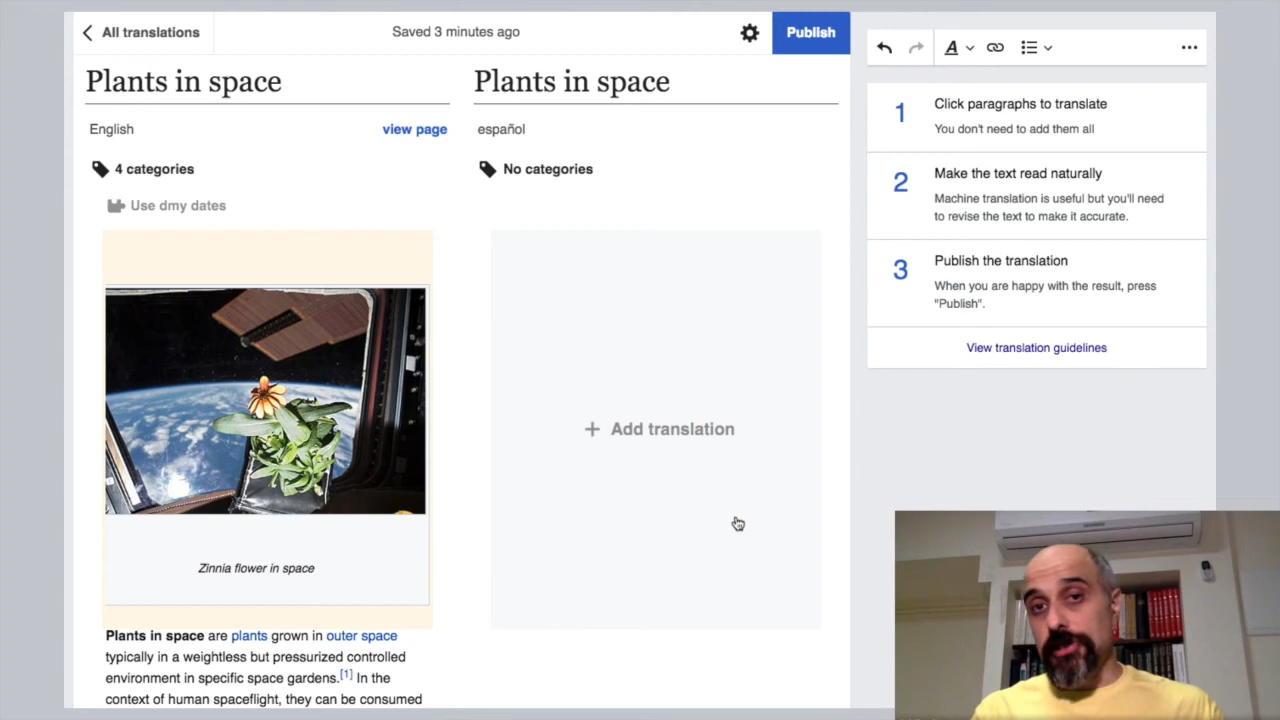 All translations
Saved 3 minutes ago
Publish
Plants in space
Plants in space
English
view page
español
4 categories
No categories
Use dmy dates
Zinnia flower in space
+ Add translation
Plants in space are plants grown in outer space
typically in a weightless but pressurized controlled
environment in specific space gardens.[1] In the
context of human spaceflight, they can be consumed
A
1
Click paragraphs to translate
You don't need to add them all
2
Make the text read naturally
Machine translation is useful but you'll need
to revise the text to make it accurate.
3
Publish the translation
When you are happy with the result, press
"Publish".
View translation guidelines